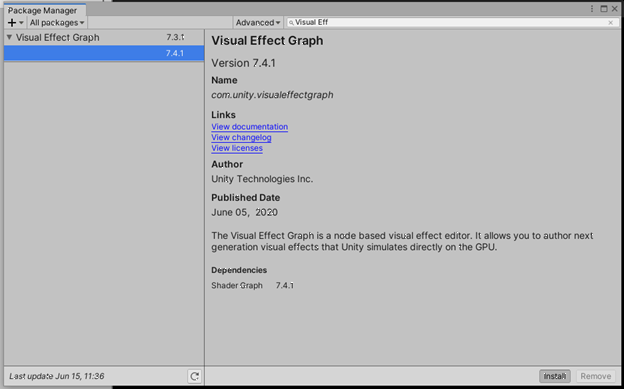 Package Manager
All packages
Advanced
Visual Eff
Visual Effect Graph 7.3.1
7.4.1
Visual Effect Graph
Version 7.4.1
Name
com.unity.visualeffectgraph
Links
View documentation
View changelog
View licenses
Author
Unity Technologies Inc.
Published Date
June 05, 2020
The Visual Effect Graph is a node based visual effect editor. It allows you to author next
generation visual effects that Unity simulates directly on the GPU.
Dependencies
Shader Graph 7.4.1
Last update Jun 15, 11:36
Install
Remove